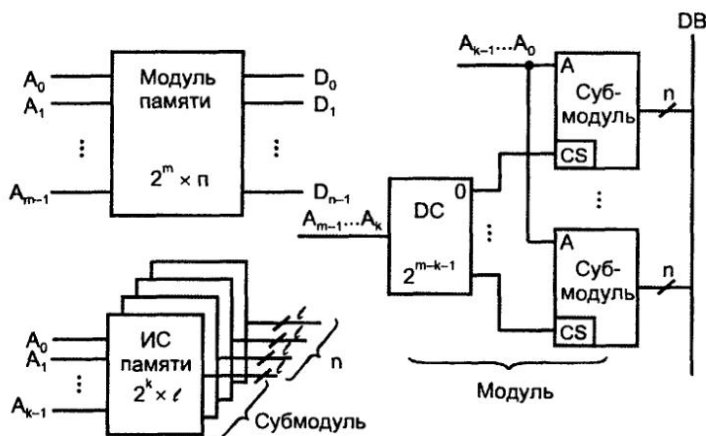 A₀
A₁
⋮
Aₘ₋₁
Модуль
памяти
2ᵐ × п
D₀
D₁
⋮
Dₙ₋₁
A₀
A₁
⋮
Aₖ₋₁
ИС
памяти
2ᵏ × ℓ
ℓ
ℓ
ℓ
ℓ
n
Субмодуль
Aₖ₋₁...A₀
Aₘ₋₁...Aₖ
DC
0
⋮
2ᵐ⁻ᵏ⁻¹
A
Суб-
модуль
CS
n
⋮
A
Суб-
модуль
CS
n
DB
Модуль